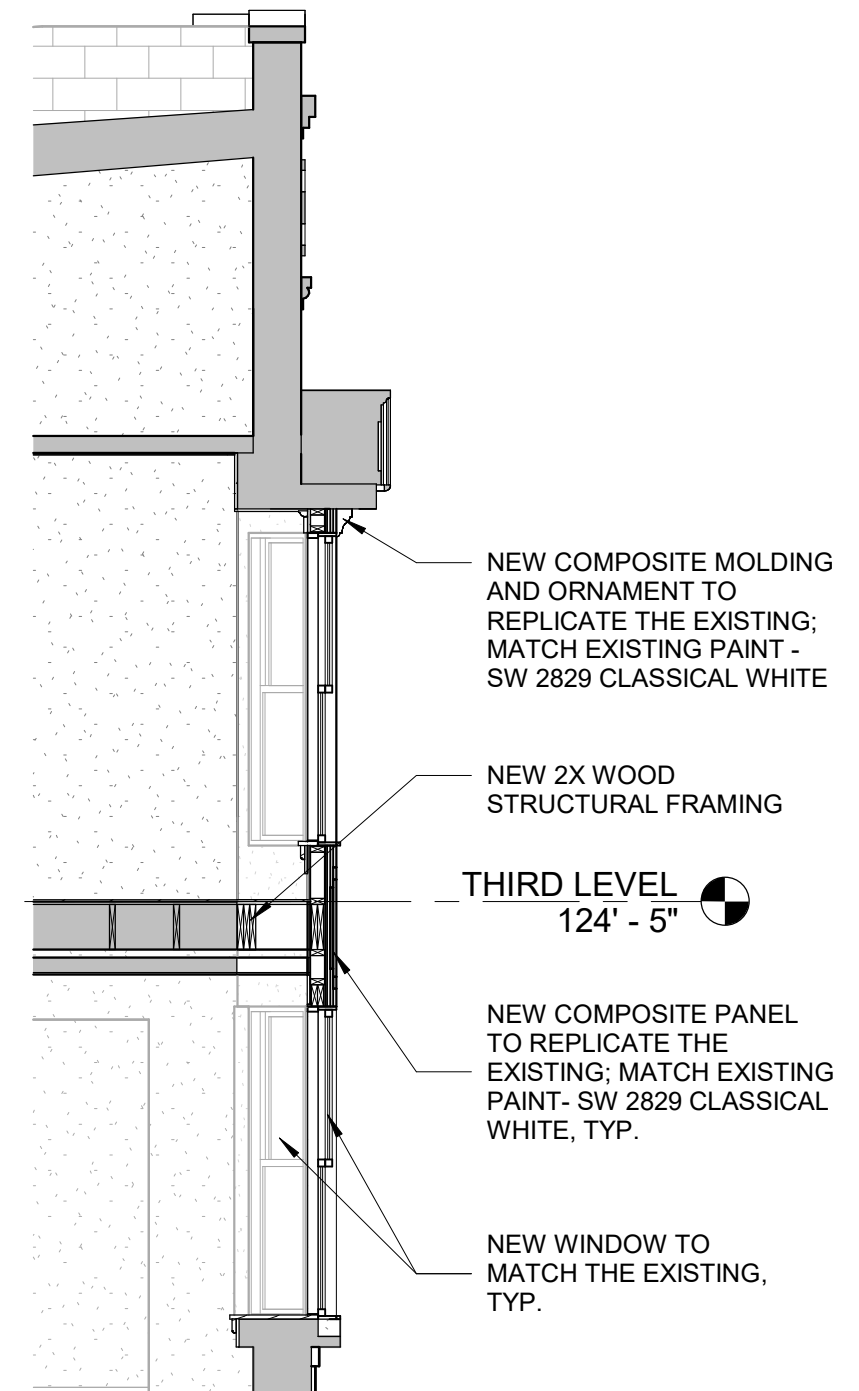 NEW COMPOSITE MOLDING
AND ORNAMENT TO
REPLICATE THE EXISTING;
MATCH EXISTING PAINT -
SW 2829 CLASSICAL WHITE
NEW 2X WOOD
STRUCTURAL FRAMING
THIRD LEVEL
124' - 5"
NEW COMPOSITE PANEL
TO REPLICATE THE
EXISTING; MATCH EXISTING
PAINT- SW 2829 CLASSICAL
WHITE, TYP.
NEW WINDOW TO
MATCH THE EXISTING,
TYP.